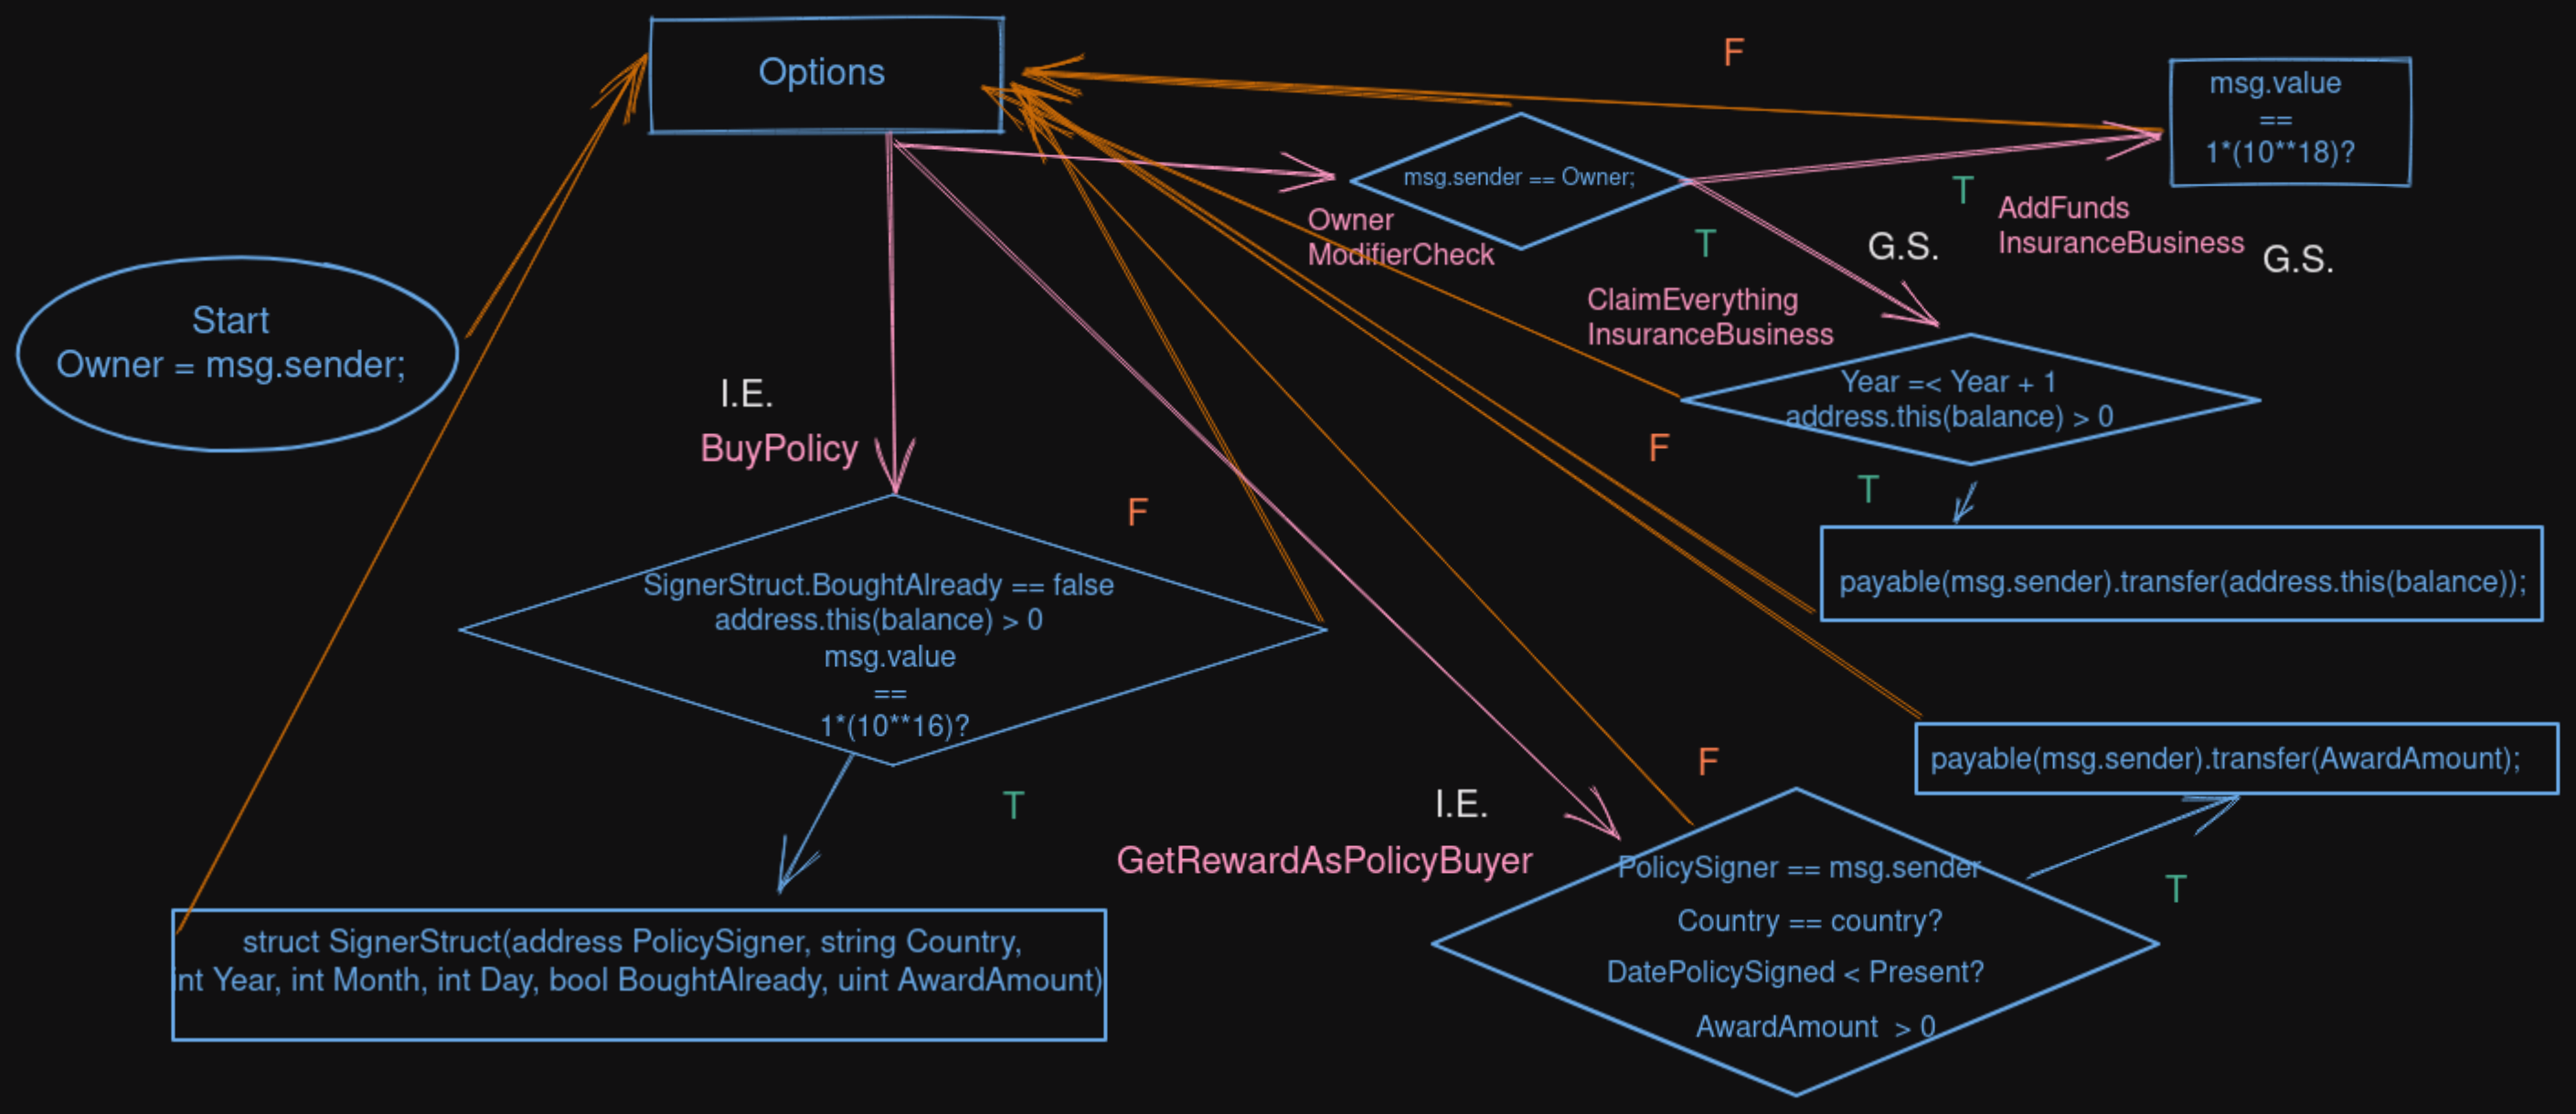 Options
F
msg.value
==
1*(10**18)?
msg.sender == Owner;
Owner
ModifierCheck
T
T
AddFunds
InsuranceBusiness
G.S.
G.S.
Start
Owner = msg.sender;
ClaimEverything
InsuranceBusiness
I.E.
BuyPolicy
Year =< Year + 1
address.this(balance) > 0
F
T
F
payable(msg.sender).transfer(address.this(balance));
SignerStruct.BoughtAlready == false
address.this(balance) > 0
msg.value
==
1*(10**16)?
T
F
payable(msg.sender).transfer(AwardAmount);
I.E.
GetRewardAsPolicyBuyer
PolicySigner == msg.sender
Country == country?
DatePolicySigned < Present?
AwardAmount > 0
T
struct SignerStruct(address PolicySigner, string Country,
int Year, int Month, int Day, bool BoughtAlready, uint AwardAmount)